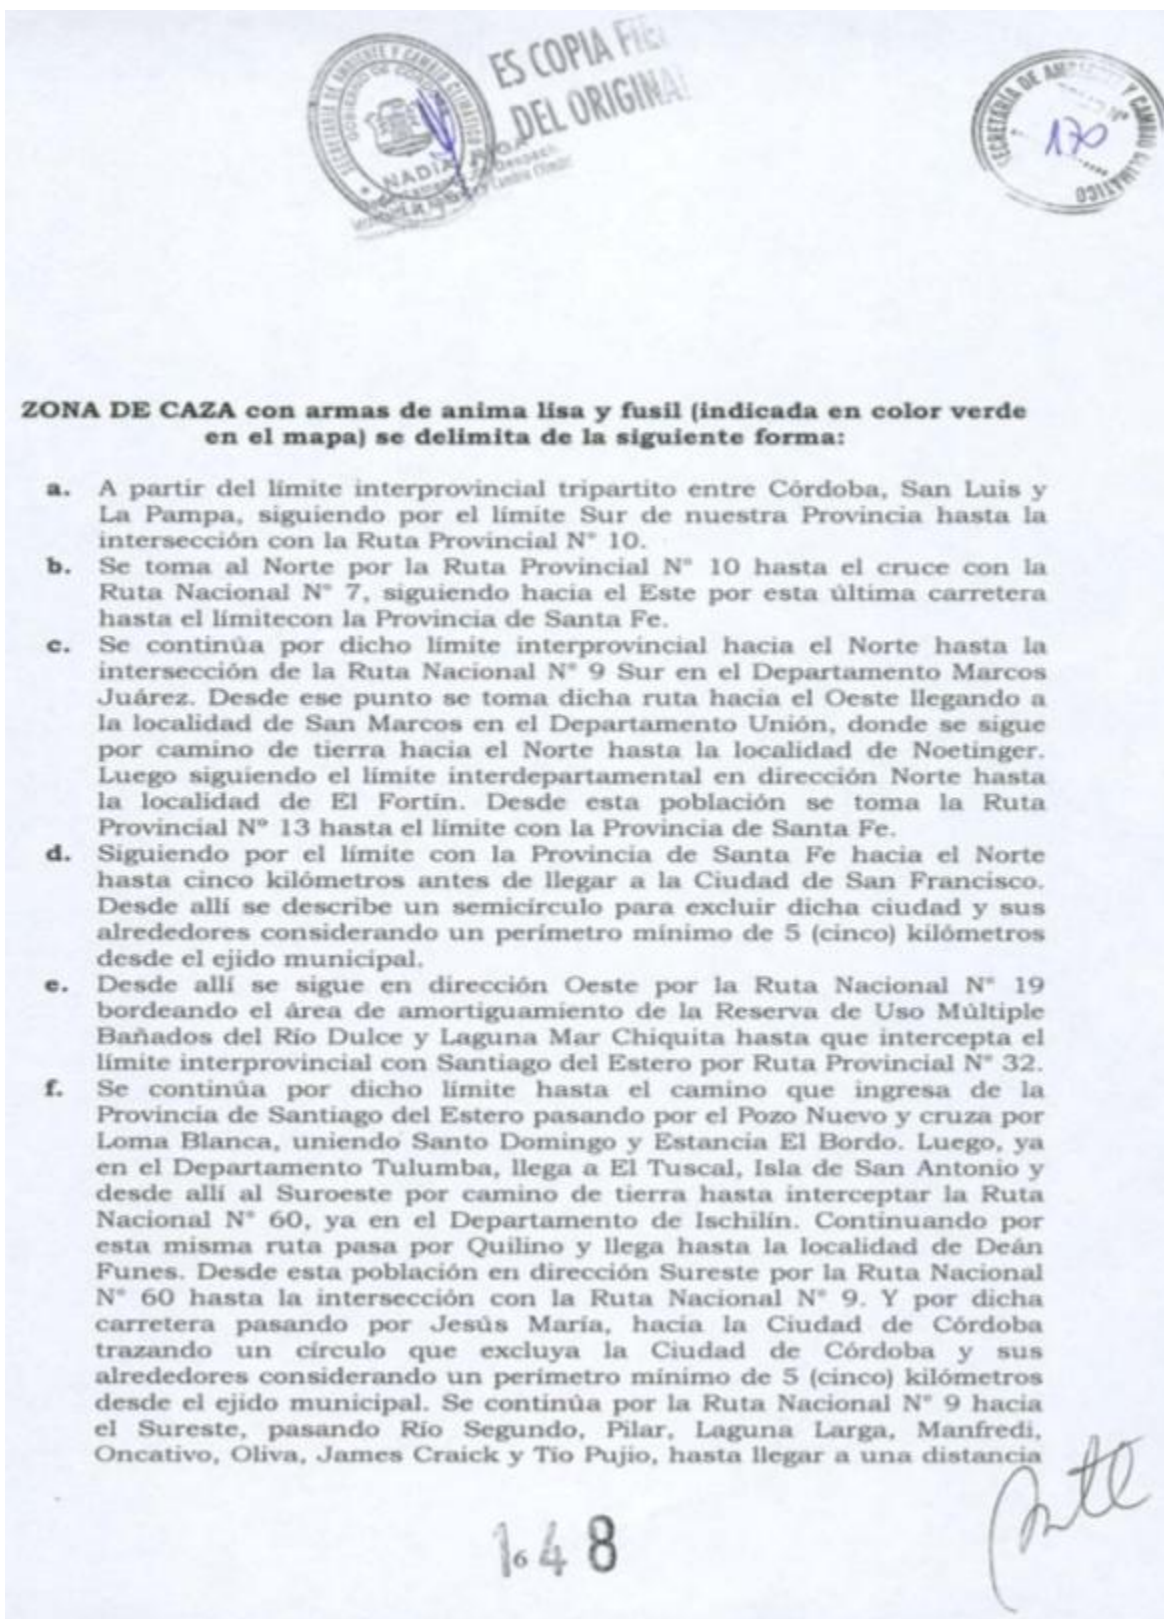 ES COPIA FIEL
DEL ORIGINAL
SECRETARIA DE AMBIENTE Y CAMBIO CLIMATICO
GOBIERNO DE
NADIA
SECRETARIA DE AMBIENTE Y CAMBIO CLIMATICO
170
ZONA DE CAZA con armas de anima lisa y fusil (indicada en color verde
en el mapa) se delimita de la siguiente forma:
a. A partir del límite interprovincial tripartito entre Córdoba, San Luis y
La Pampa, siguiendo por el límite Sur de nuestra Provincia hasta la
intersección con la Ruta Provincial N° 10.
b. Se toma al Norte por la Ruta Provincial N° 10 hasta el cruce con la
Ruta Nacional N° 7, siguiendo hacia el Este por esta última carretera
hasta el límitecon la Provincia de Santa Fe.
c. Se continúa por dicho límite interprovincial hacia el Norte hasta la
intersección de la Ruta Nacional N° 9 Sur en el Departamento Marcos
Juárez. Desde ese punto se toma dicha ruta hacia el Oeste llegando a
la localidad de San Marcos en el Departamento Unión, donde se sigue
por camino de tierra hacia el Norte hasta la localidad de Noetinger.
Luego siguiendo el límite interdepartamental en dirección Norte hasta
la localidad de El Fortín. Desde esta población se toma la Ruta
Provincial Nº 13 hasta el límite con la Provincia de Santa Fe.
d. Siguiendo por el límite con la Provincia de Santa Fe hacia el Norte
hasta cinco kilómetros antes de llegar a la Ciudad de San Francisco.
Desde allí se describe un semicírculo para excluir dicha ciudad y sus
alrededores considerando un perímetro mínimo de 5 (cinco) kilómetros
desde el ejido municipal.
e. Desde allí se sigue en dirección Oeste por la Ruta Nacional N° 19
bordeando el área de amortiguamiento de la Reserva de Uso Múltiple
Bañados del Río Dulce y Laguna Mar Chiquita hasta que intercepta el
límite interprovincial con Santiago del Estero por Ruta Provincial N° 32.
f. Se continúa por dicho límite hasta el camino que ingresa de la
Provincia de Santiago del Estero pasando por el Pozo Nuevo y cruza por
Loma Blanca, uniendo Santo Domingo y Estancia El Bordo. Luego, ya
en el Departamento Tulumba, llega a El Tuscal, Isla de San Antonio y
desde allí al Suroeste por camino de tierra hasta interceptar la Ruta
Nacional N° 60, ya en el Departamento de Ischilín. Continuando por
esta misma ruta pasa por Quilino y llega hasta la localidad de Deán
Funes. Desde esta población en dirección Sureste por la Ruta Nacional
N° 60 hasta la intersección con la Ruta Nacional N° 9. Y por dicha
carretera pasando por Jesús María, hacia la Ciudad de Córdoba
trazando un círculo que excluya la Ciudad de Córdoba y sus
alrededores considerando un perímetro mínimo de 5 (cinco) kilómetros
desde el ejido municipal. Se continúa por la Ruta Nacional N° 9 hacia
el Sureste, pasando Río Segundo, Pilar, Laguna Larga, Manfredi,
Oncativo, Oliva, James Craick y Tio Pujio, hasta llegar a una distancia
1 6 4 8